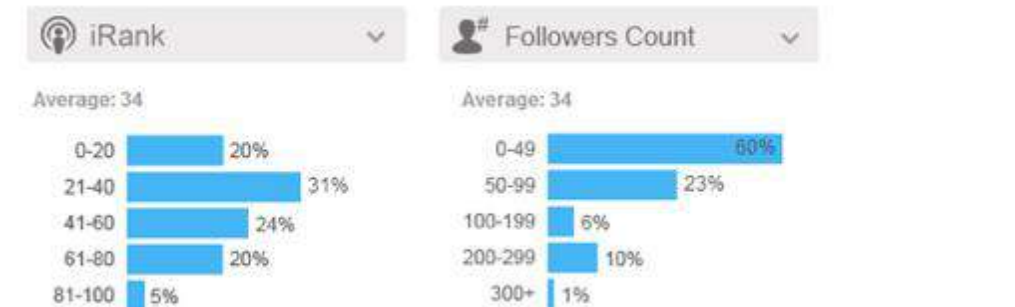 iRank
Average: 34
0-20 20%
21-40 31%
41-60 24%
61-80 20%
81-100 5%
# Followers Count
Average: 34
0-49 60%
50-99 23%
100-199 6%
200-299 10%
300+ 1%